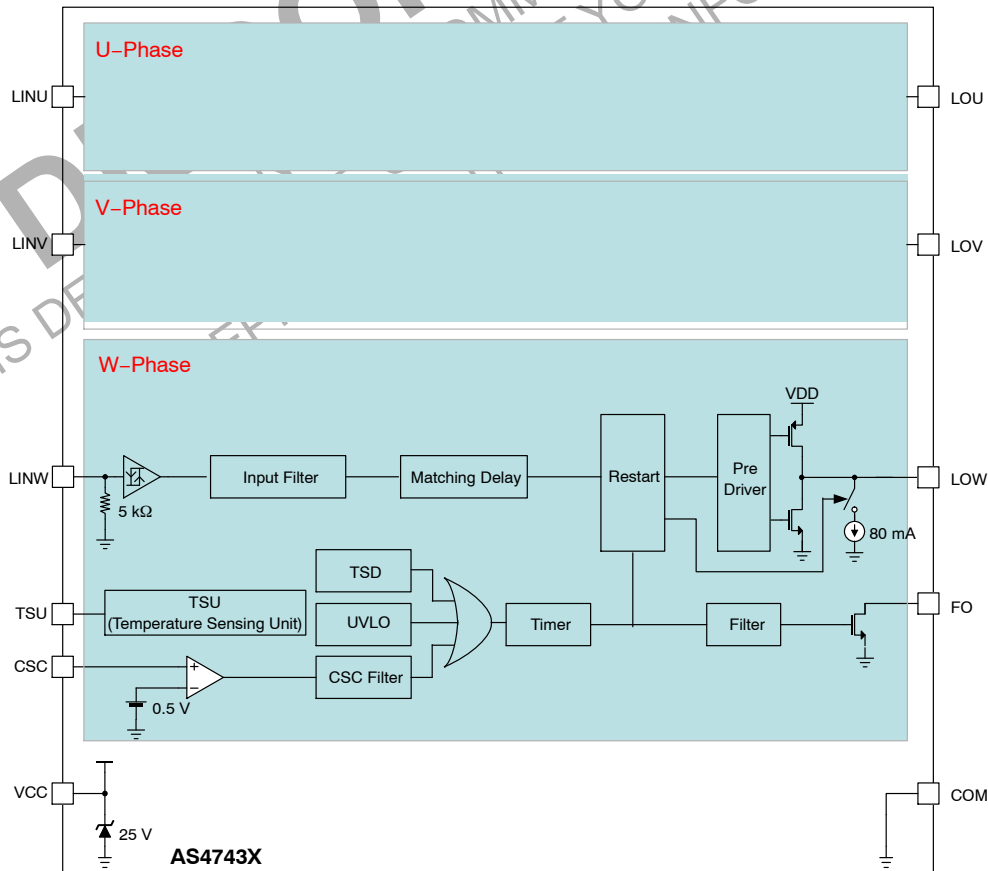 U–Phase
LINU
LOU
V–Phase
LINV
LOV
W–Phase
VDD
LINW
5 kΩ
Input Filter
Matching Delay
Restart
Pre
Driver
LOW
80 mA
TSD
TSU
TSU
(Temperature Sensing Unit)
UVLO
Timer
Filter
FO
CSC
+
−
0.5 V
CSC Filter
VCC
25 V
COM
AS4743X